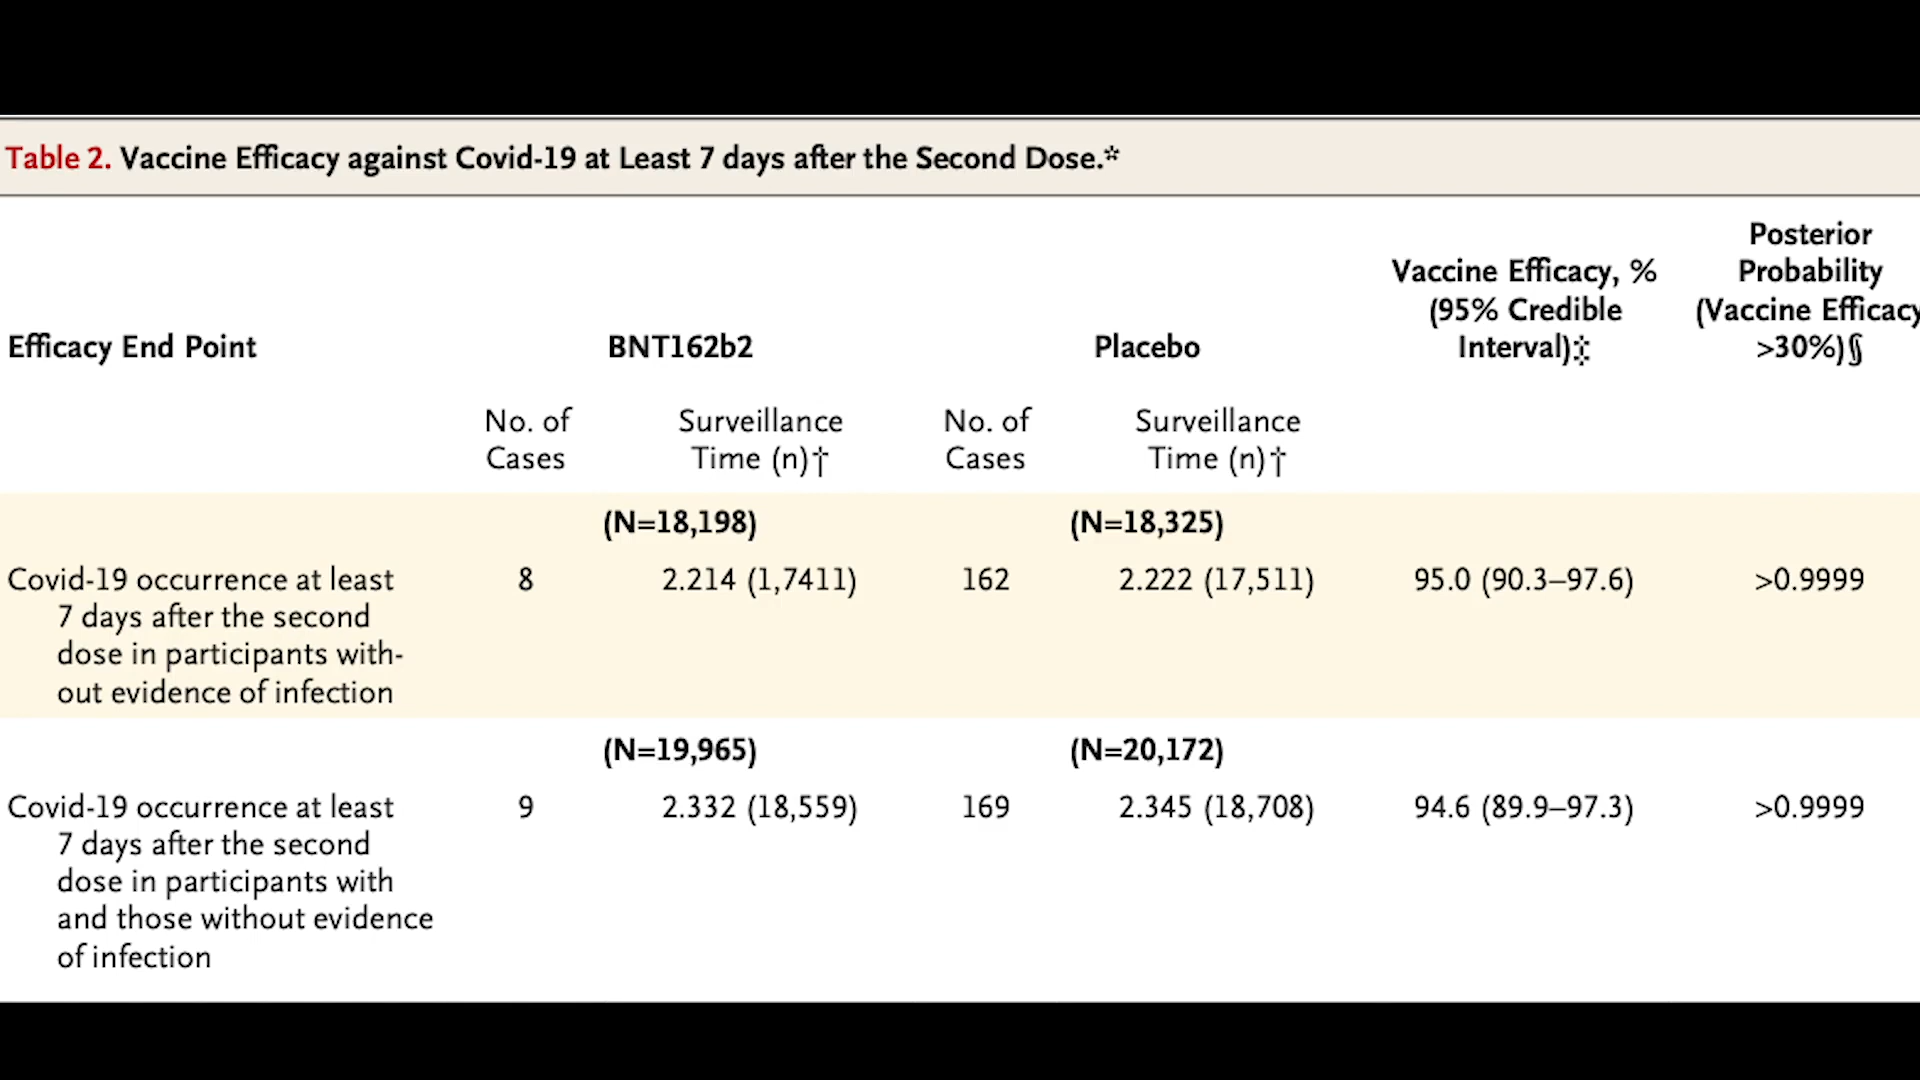 Table 2. Vaccine Efficacy against Covid-19 at Least 7 days after the Second Dose.*
Efficacy End Point
BNT162b2
Placebo
Vaccine Efficacy, %
(95% Credible
Interval)‡
Posterior
Probability
(Vaccine Efficacy
>30%)§
No. of
Cases
Surveillance
Time (n)†
No. of
Cases
Surveillance
Time (n)†
(N=18,198) (N=18,325)
Covid-19 occurrence at least 8 2.214 (1,7411) 162 2.222 (17,511) 95.0 (90.3–97.6) >0.9999
7 days after the second
dose in participants with-
out evidence of infection
(N=19,965) (N=20,172)
Covid-19 occurrence at least 9 2.332 (18,559) 169 2.345 (18,708) 94.6 (89.9–97.3) >0.9999
7 days after the second
dose in participants with
and those without evidence
of infection